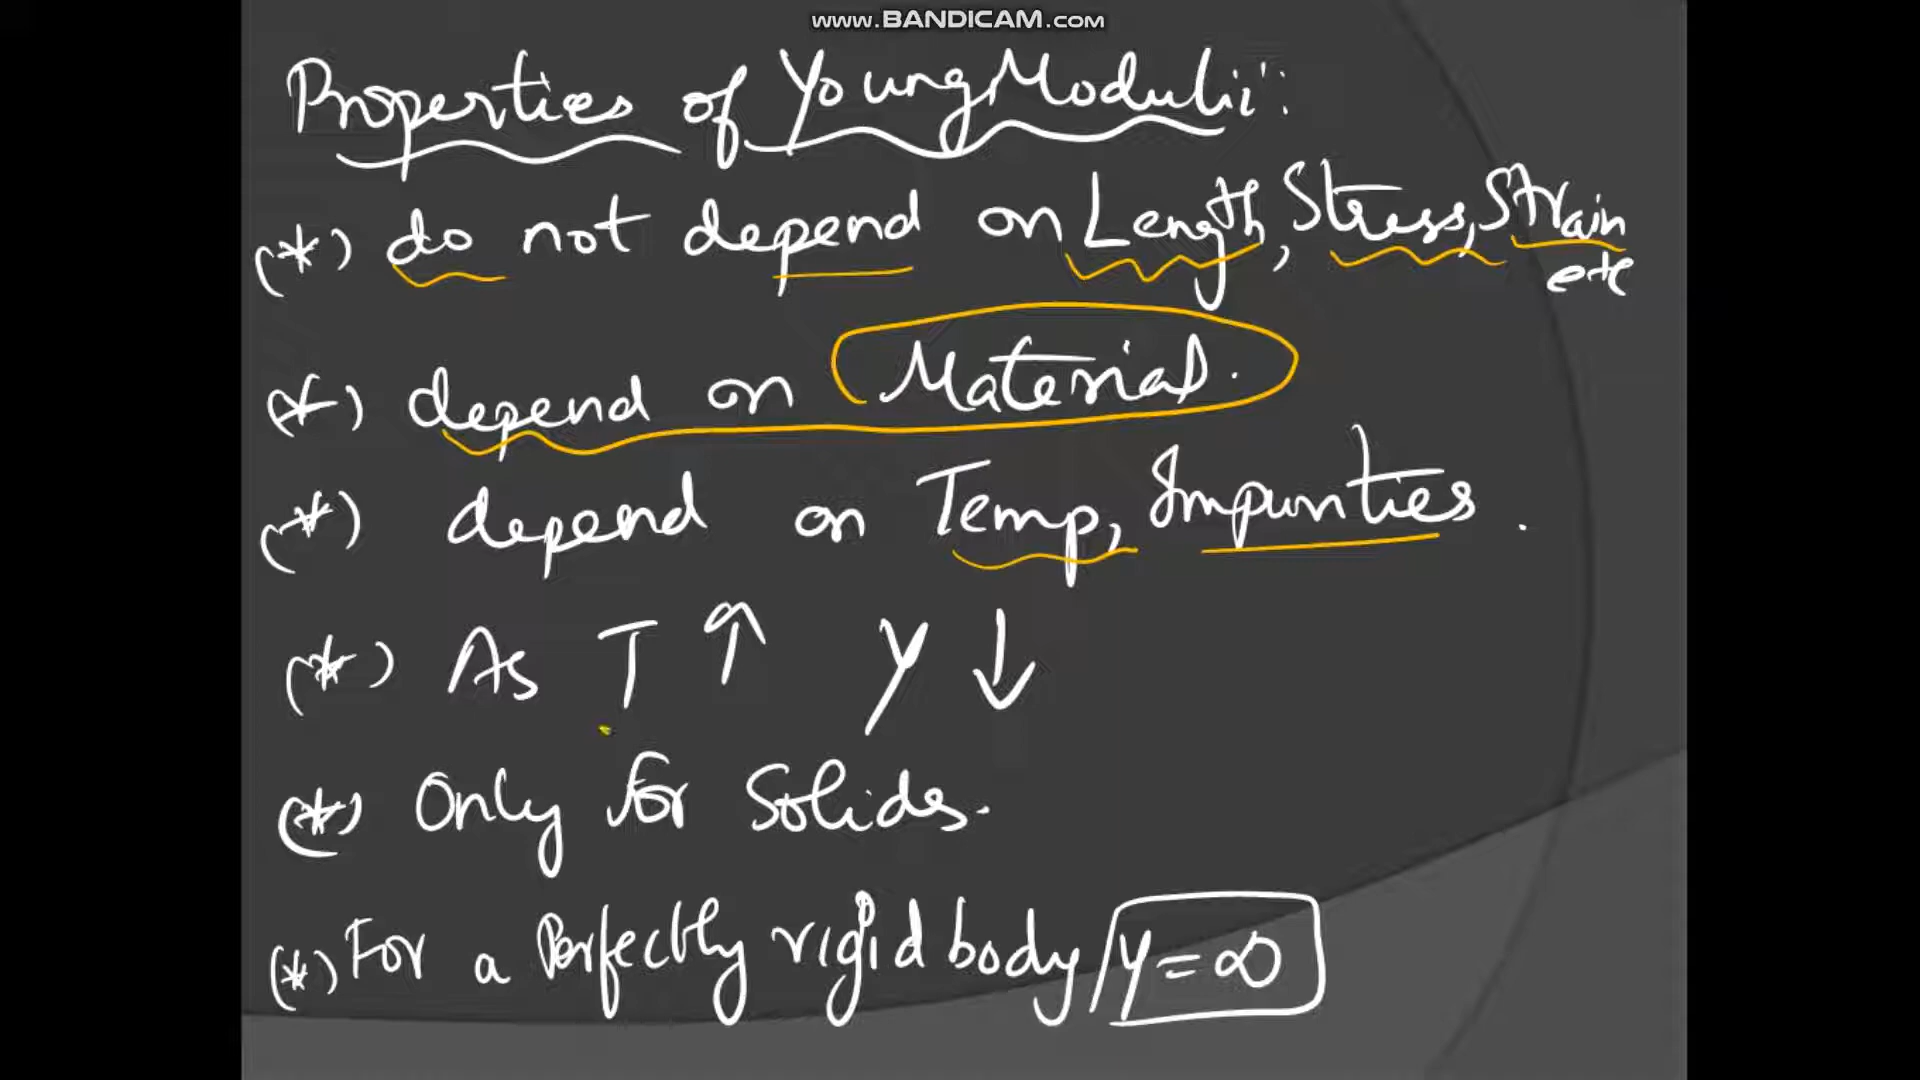 www.BANDICAM.com
Properties of Young Modulii:
(*) do not depend on Length, Stress, Strain
etc
(*) depend on Material.
(*) depend on Temp, Impurities.
(*) As T ↑ Y ↓
(*) Only for Solids.
(*) For a Perfectly rigid body, Y = ∞